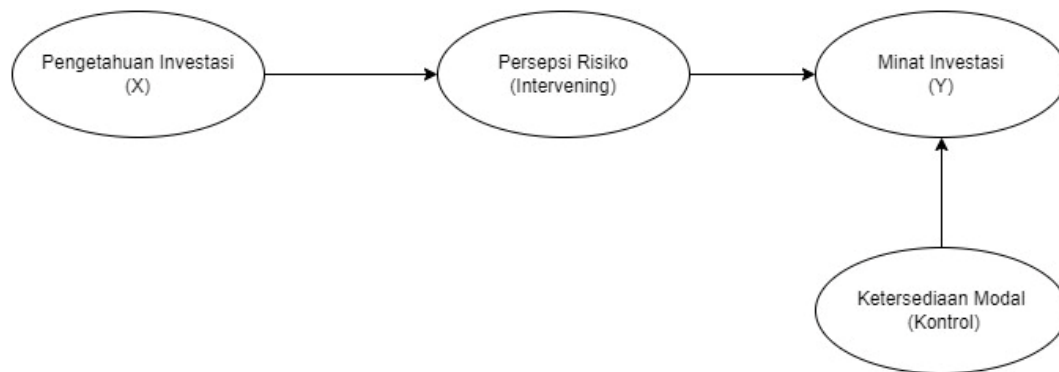 Pengetahuan Investasi
(X)
Persepsi Risiko
(Intervening)
Minat Investasi
(Y)
Ketersediaan Modal
(Kontrol)